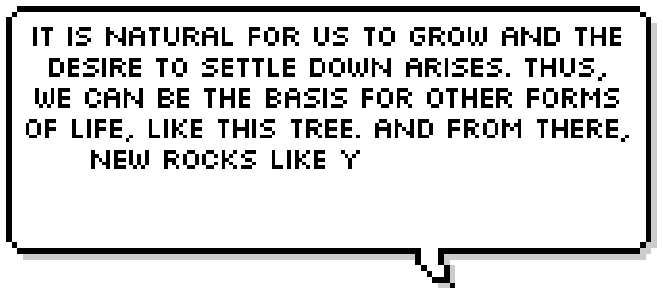 IT IS NATURAL FOR US TO GROW AND THE
DESIRE TO SETTLE DOWN ARISES. THUS,
WE CAN BE THE BASIS FOR OTHER FORMS
OF LIFE, LIKE THIS TREE. AND FROM THERE,
NEW ROCKS LIKE Y